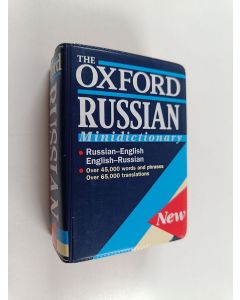 THE
OXFORD
RUSSIAN
Minidictionary
Russian–English
English–Russian
Over 45,000 words and phrases
Over 65,000 translations
New
RUSSIAN